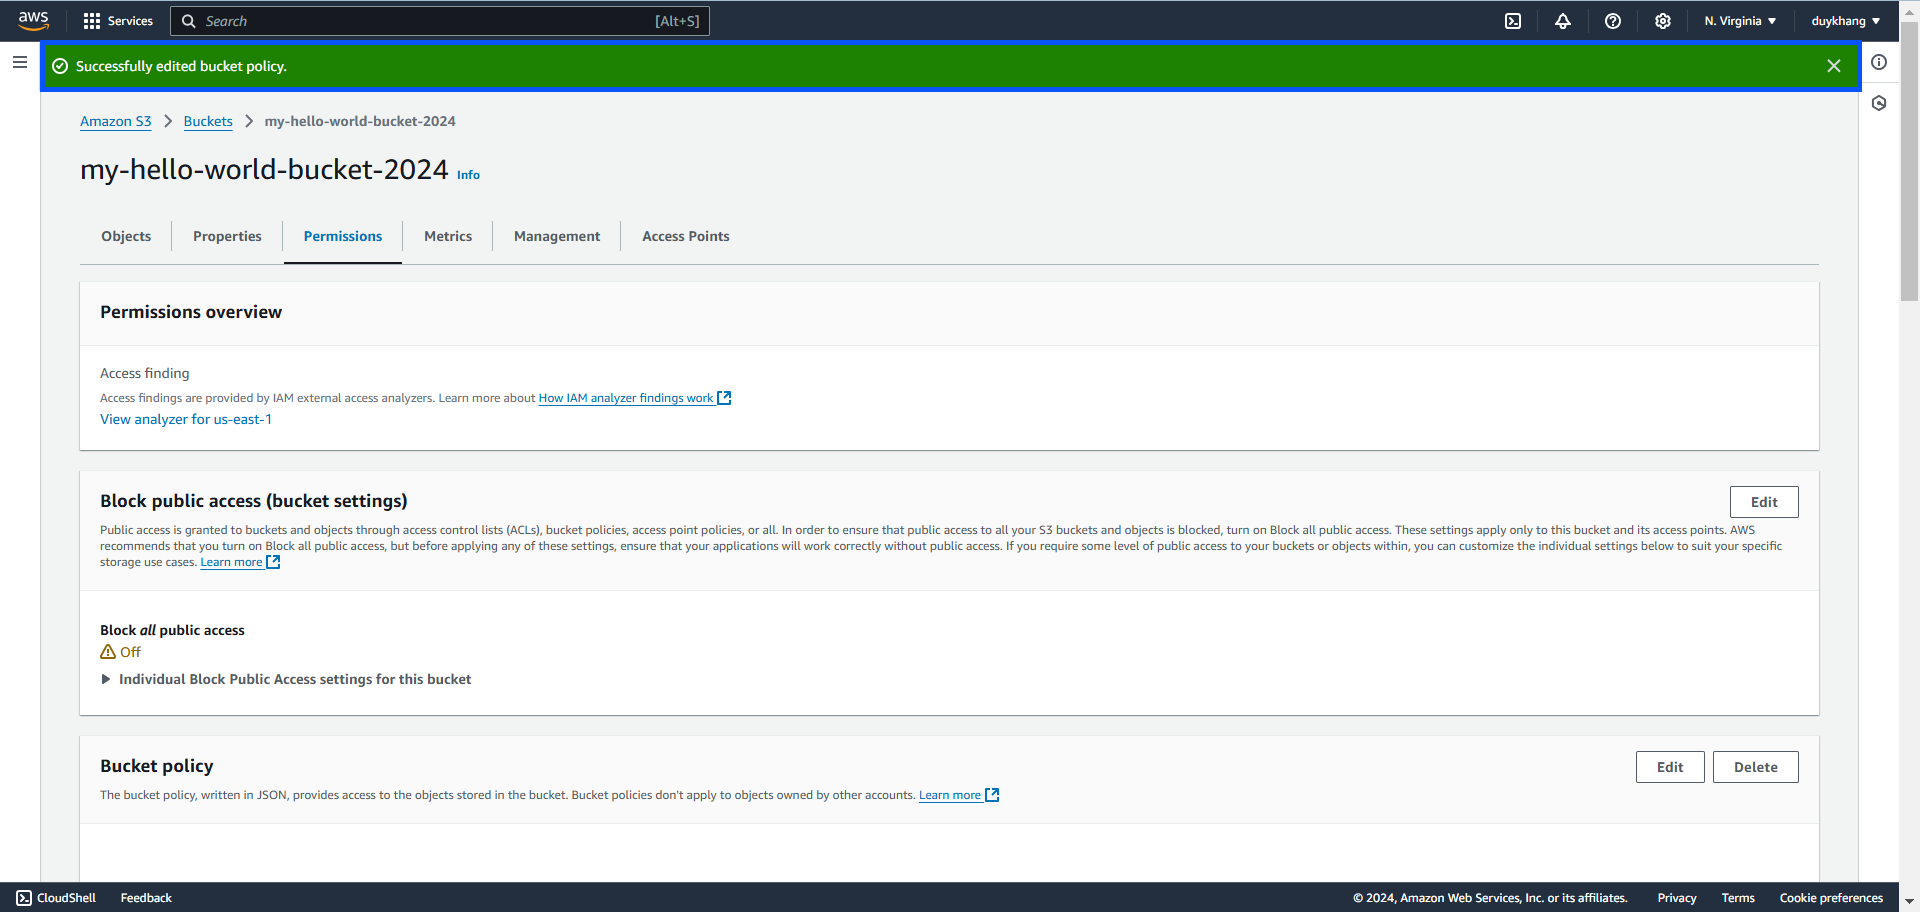 aws
Services
Search
[Alt+S]
N. Virginia
duykhang
Successfully edited bucket policy.
Amazon S3
Buckets
my-hello-world-bucket-2024
my-hello-world-bucket-2024
Info
Objects
Properties
Permissions
Metrics
Management
Access Points
Permissions overview
Access finding
Access findings are provided by IAM external access analyzers. Learn more about How IAM analyzer findings work
View analyzer for us-east-1
Block public access (bucket settings)
Edit
Public access is granted to buckets and objects through access control lists (ACLs), bucket policies, access point policies, or all. In order to ensure that public access to all your S3 buckets and objects is blocked, turn on Block all public access. These settings apply only to this bucket and its access points. AWS
recommends that you turn on Block all public access, but before applying any of these settings, ensure that your applications will work correctly without public access. If you require some level of public access to your buckets or objects within, you can customize the individual settings below to suit your specific
storage use cases. Learn more
Block all public access
Off
Individual Block Public Access settings for this bucket
Bucket policy
Edit
Delete
The bucket policy, written in JSON, provides access to the objects stored in the bucket. Bucket policies don't apply to objects owned by other accounts. Learn more
CloudShell
Feedback
© 2024, Amazon Web Services, Inc. or its affiliates.
Privacy
Terms
Cookie preferences